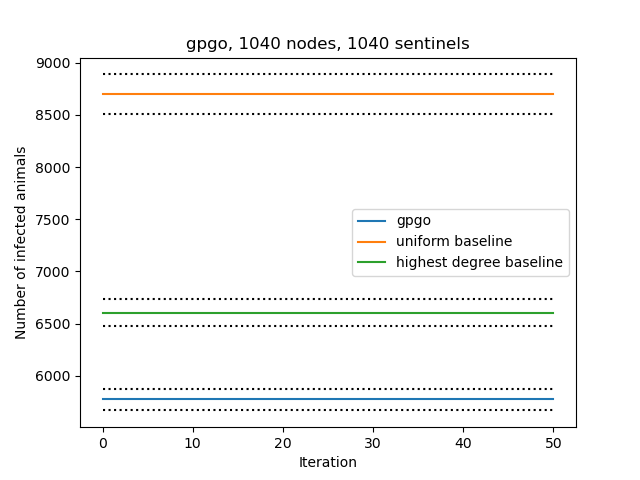 gpgo, 1040 nodes, 1040 sentinels
9000
8500
8000
7500
7000
6500
6000
Number of infected animals
gpgo
uniform baseline
highest degree baseline
0 10 20 30 40 50
Iteration